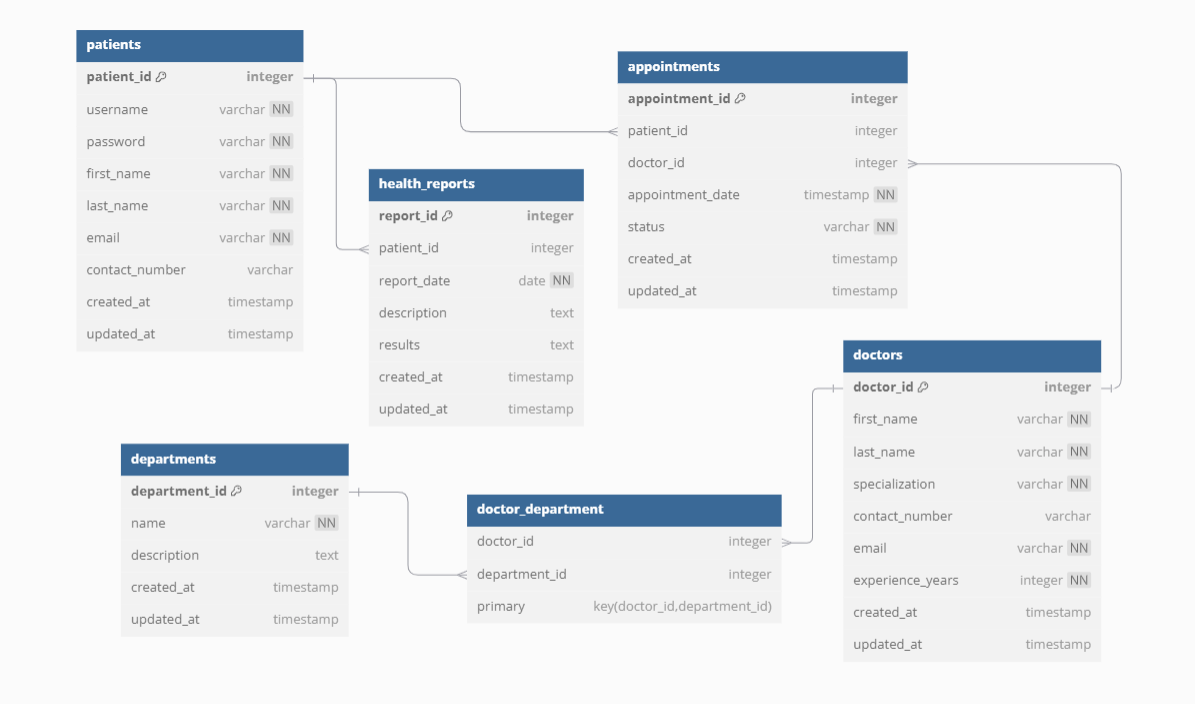 patients
patient_id integer
username varchar NN
password varchar NN
first_name varchar NN
last_name varchar NN
email varchar NN
contact_number varchar
created_at timestamp
updated_at timestamp
appointments
appointment_id integer
patient_id integer
doctor_id integer
appointment_date timestamp NN
status varchar NN
created_at timestamp
updated_at timestamp
health_reports
report_id integer
patient_id integer
report_date date NN
description text
results text
created_at timestamp
updated_at timestamp
doctors
doctor_id integer
first_name varchar NN
last_name varchar NN
specialization varchar NN
contact_number varchar
email varchar NN
experience_years integer NN
created_at timestamp
updated_at timestamp
departments
department_id integer
name varchar NN
description text
created_at timestamp
updated_at timestamp
doctor_department
doctor_id integer
department_id integer
primary key(doctor_id,department_id)